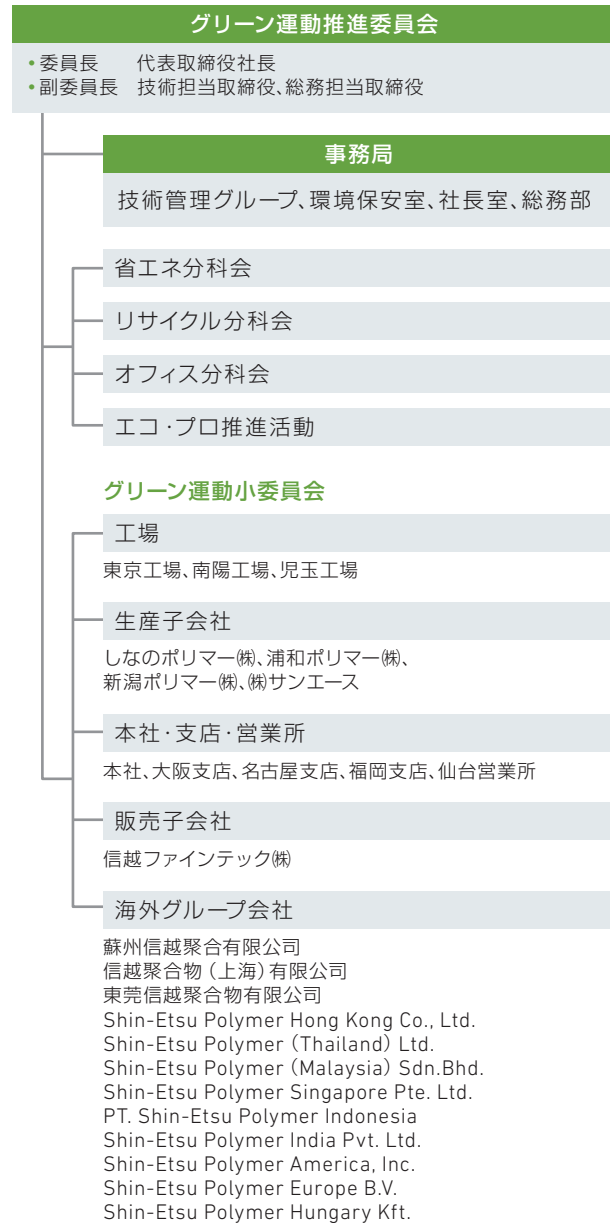 グリーン運動推進委員会
•委員長　代表取締役社長
•副委員長　技術担当取締役、総務担当取締役
事務局
技術管理グループ、環境保安室、社長室、総務部
省エネ分科会
リサイクル分科会
オフィス分科会
エコ・プロ推進活動
グリーン運動小委員会
工場
東京工場、南陽工場、児玉工場
生産子会社
しなのポリマー㈱、浦和ポリマー㈱、
新潟ポリマー㈱、㈱サンエース
本社・支店・営業所
本社、大阪支店、名古屋支店、福岡支店、仙台営業所
販売子会社
信越ファインテック㈱
海外グループ会社
蘇州信越聚合有限公司
信越聚合物（上海）有限公司
東莞信越聚合物有限公司
Shin-Etsu Polymer Hong Kong Co., Ltd.
Shin-Etsu Polymer（Thailand）Ltd.
Shin-Etsu Polymer（Malaysia）Sdn.Bhd.
Shin-Etsu Polymer Singapore Pte. Ltd.
PT. Shin-Etsu Polymer Indonesia
Shin-Etsu Polymer India Pvt. Ltd.
Shin-Etsu Polymer America, Inc.
Shin-Etsu Polymer Europe B.V.
Shin-Etsu Polymer Hungary Kft.